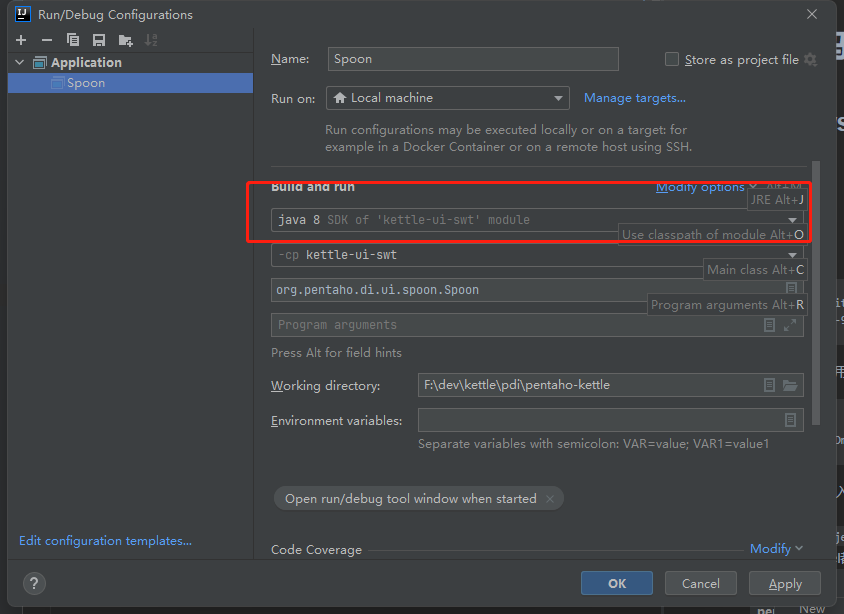 Run/Debug Configurations
Application
Spoon
Name: Spoon Store as project file
Run on: Local machine Manage targets...
Run configurations may be executed locally or on a target: for
example in a Docker Container or on a remote host using SSH.
Build and run Modify options Alt+M
JRE Alt+J
java 8 SDK of 'kettle-ui-swt' module
Use classpath of module Alt+O
-cp kettle-ui-swt
Main class Alt+C
org.pentaho.di.ui.spoon.Spoon
Program arguments Alt+R
Program arguments
Press Alt for field hints
Working directory: F:\dev\kettle\pdi\pentaho-kettle
Environment variables:
Separate variables with semicolon: VAR=value; VAR1=value1
Open run/debug tool window when started ×
Code Coverage Modify
Edit configuration templates...
? OK Cancel Apply
New